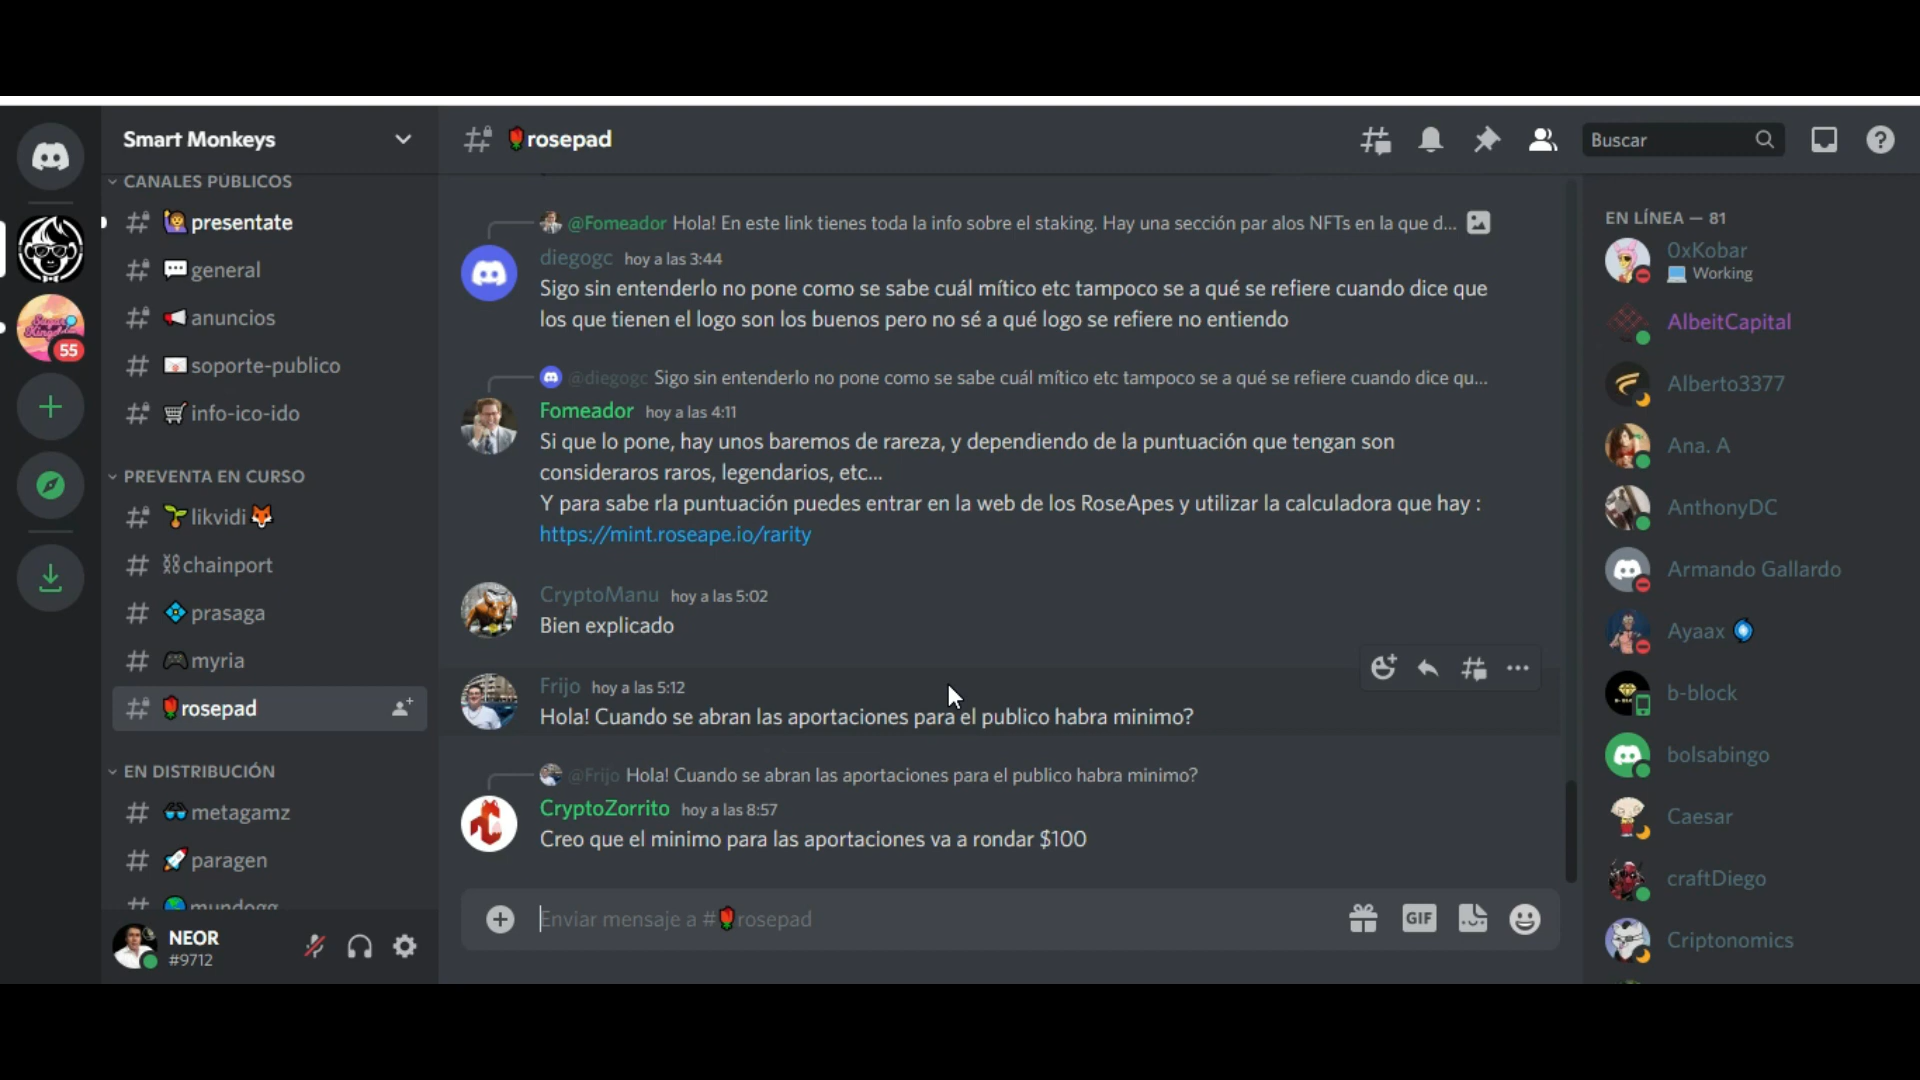 Smart Monkeys
CANALES PÚBLICOS
presentate
general
anuncios
soporte-publico
info-ico-ido
PREVENTA EN CURSO
likvidi
chainport
prasaga
myria
rosepad
EN DISTRIBUCIÓN
metagamz
paragen
mundogg
NEOR
#9712
55
rosepad
Buscar
@Fomeador Hola! En este link tienes toda la info sobre el staking. Hay una sección par alos NFTs en la que d...
diegogc hoy a las 3:44
Sigo sin entenderlo no pone como se sabe cuál mítico etc tampoco se a qué se refiere cuando dice que
los que tienen el logo son los buenos pero no sé a qué logo se refiere no entiendo
@diegogc Sigo sin entenderlo no pone como se sabe cuál mítico etc tampoco se a qué se refiere cuando dice qu...
Fomeador hoy a las 4:11
Si que lo pone, hay unos baremos de rareza, y dependiendo de la puntuación que tengan son
consideraros raros, legendarios, etc...
Y para sabe rla puntuación puedes entrar en la web de los RoseApes y utilizar la calculadora que hay :
https://mint.roseape.io/rarity
CryptoManu hoy a las 5:02
Bien explicado
Frijo hoy a las 5:12
Hola! Cuando se abran las aportaciones para el publico habra minimo?
@Frijo Hola! Cuando se abran las aportaciones para el publico habra minimo?
CryptoZorrito hoy a las 8:57
Creo que el minimo para las aportaciones va a rondar $100
Enviar mensaje a #rosepad
GIF
EN LÍNEA — 81
0xKobar
Working
AlbeitCapital
Alberto3377
Ana. A
AnthonyDC
Armando Gallardo
Ayaax
b-block
bolsabingo
Caesar
craftDiego
Criptonomics